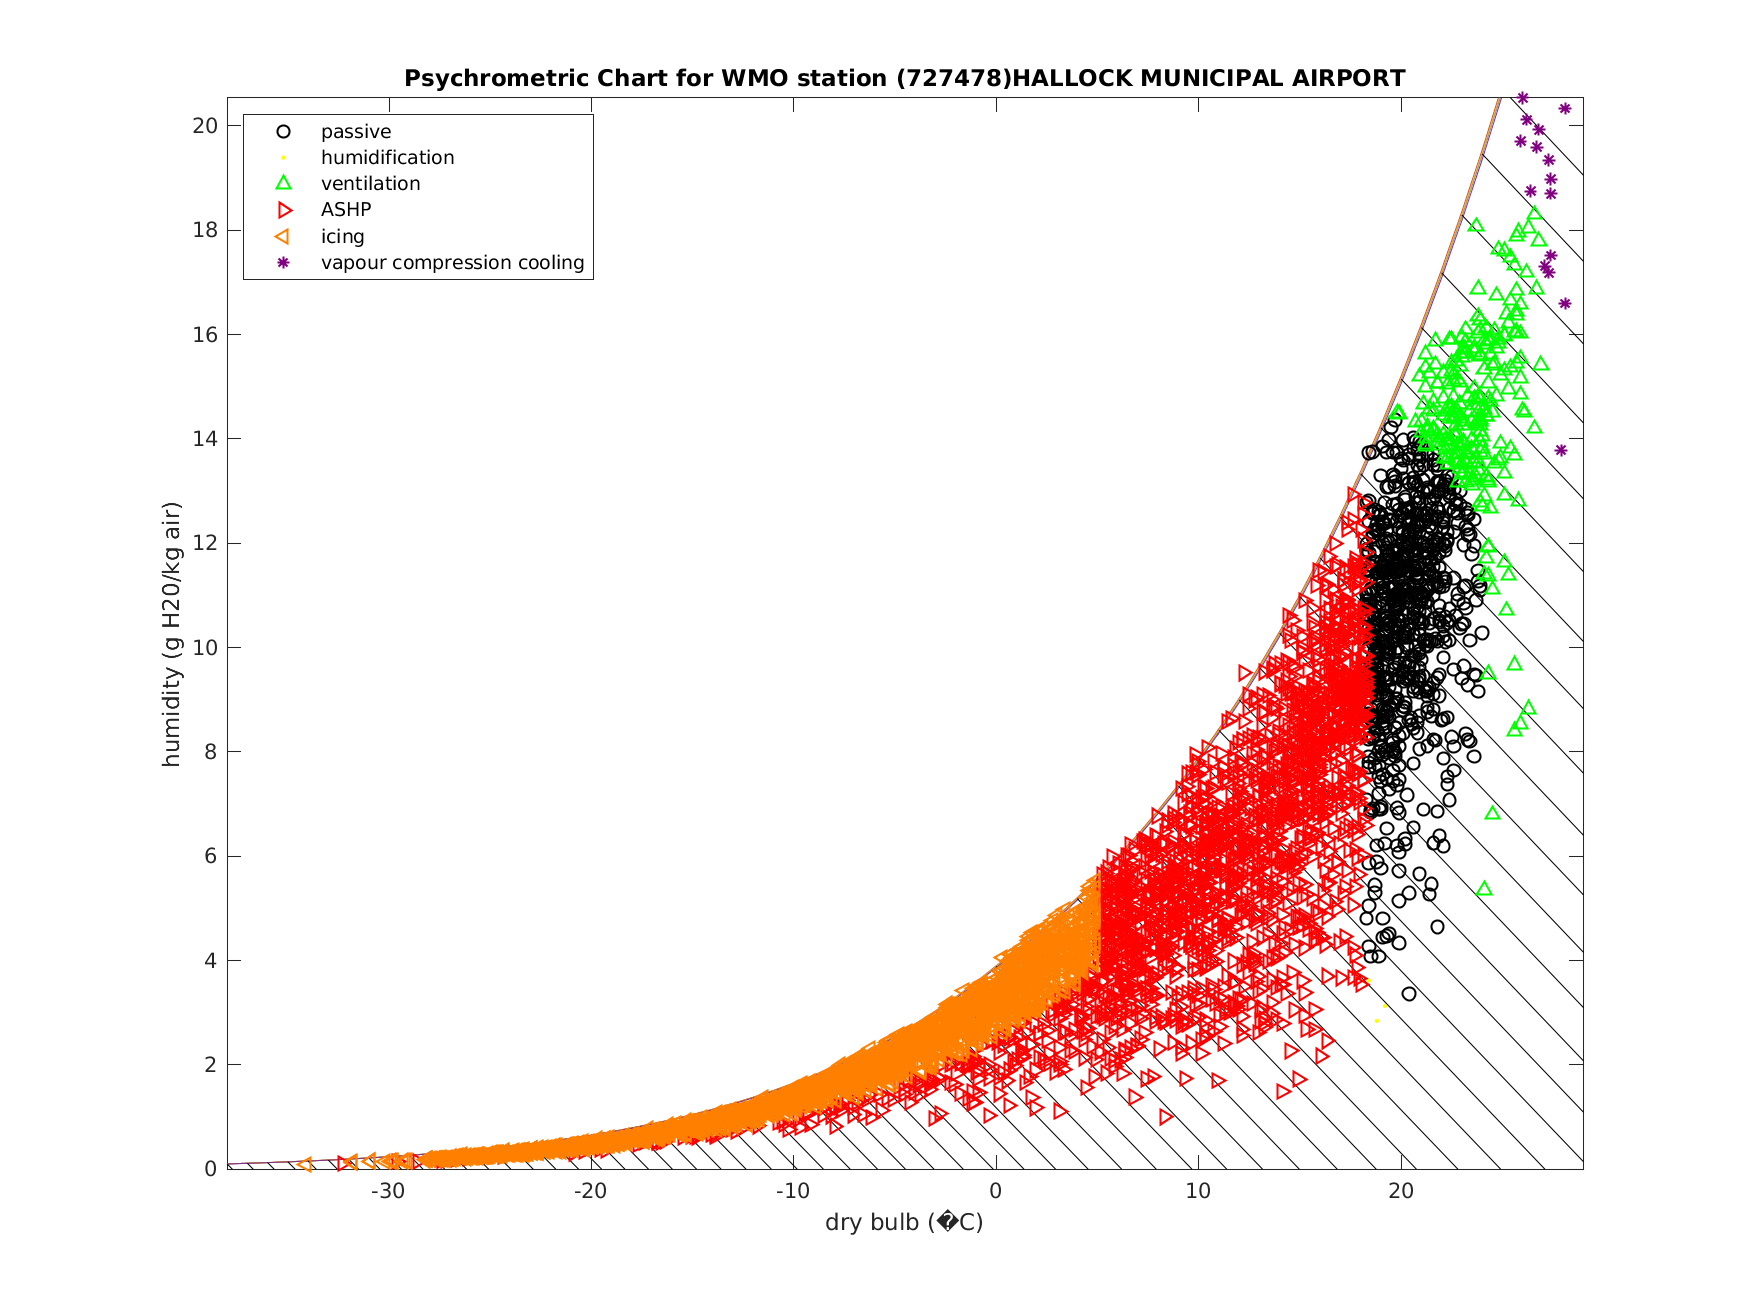 Psychrometric Chart for WMO station (727478)HALLOCK MUNICIPAL AIRPORT
passive
humidification
ventilation
ASHP
icing
vapour compression cooling
humidity (g H20/kg air)
20
18
16
14
12
10
8
6
4
2
0
-30
-20
-10
0
10
20
dry bulb (�C)